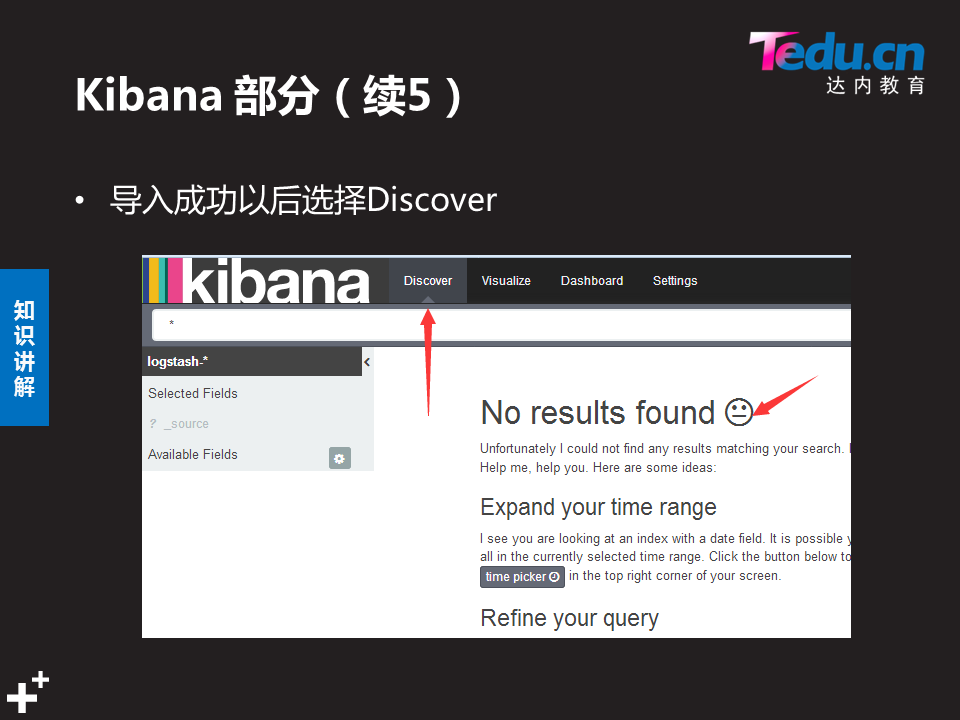 Tedu.cn
达内教育
Kibana 部分（续5）
• 导入成功以后选择Discover
知识讲解
kibana
Discover Visualize Dashboard Settings
*
logstash-*
Selected Fields
? _source
Available Fields
No results found
Unfortunately I could not find any results matching your search.
Help me, help you. Here are some ideas:
Expand your time range
I see you are looking at an index with a date field. It is possible
all in the currently selected time range. Click the button below to
time picker in the top right corner of your screen.
Refine your query